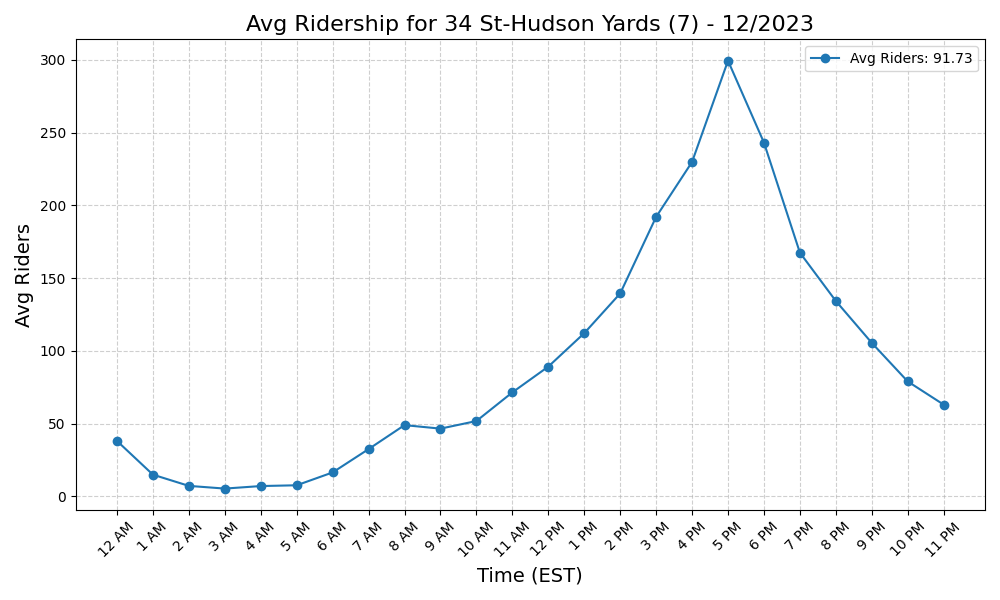 Avg Ridership for 34 St-Hudson Yards (7) - 12/2023
Avg Riders: 91.73
Avg Riders
300
250
200
150
100
50
0
12 AM
1 AM
2 AM
3 AM
4 AM
5 AM
6 AM
7 AM
8 AM
9 AM
10 AM
11 AM
12 PM
1 PM
2 PM
3 PM
4 PM
5 PM
6 PM
7 PM
8 PM
9 PM
10 PM
11 PM
Time (EST)